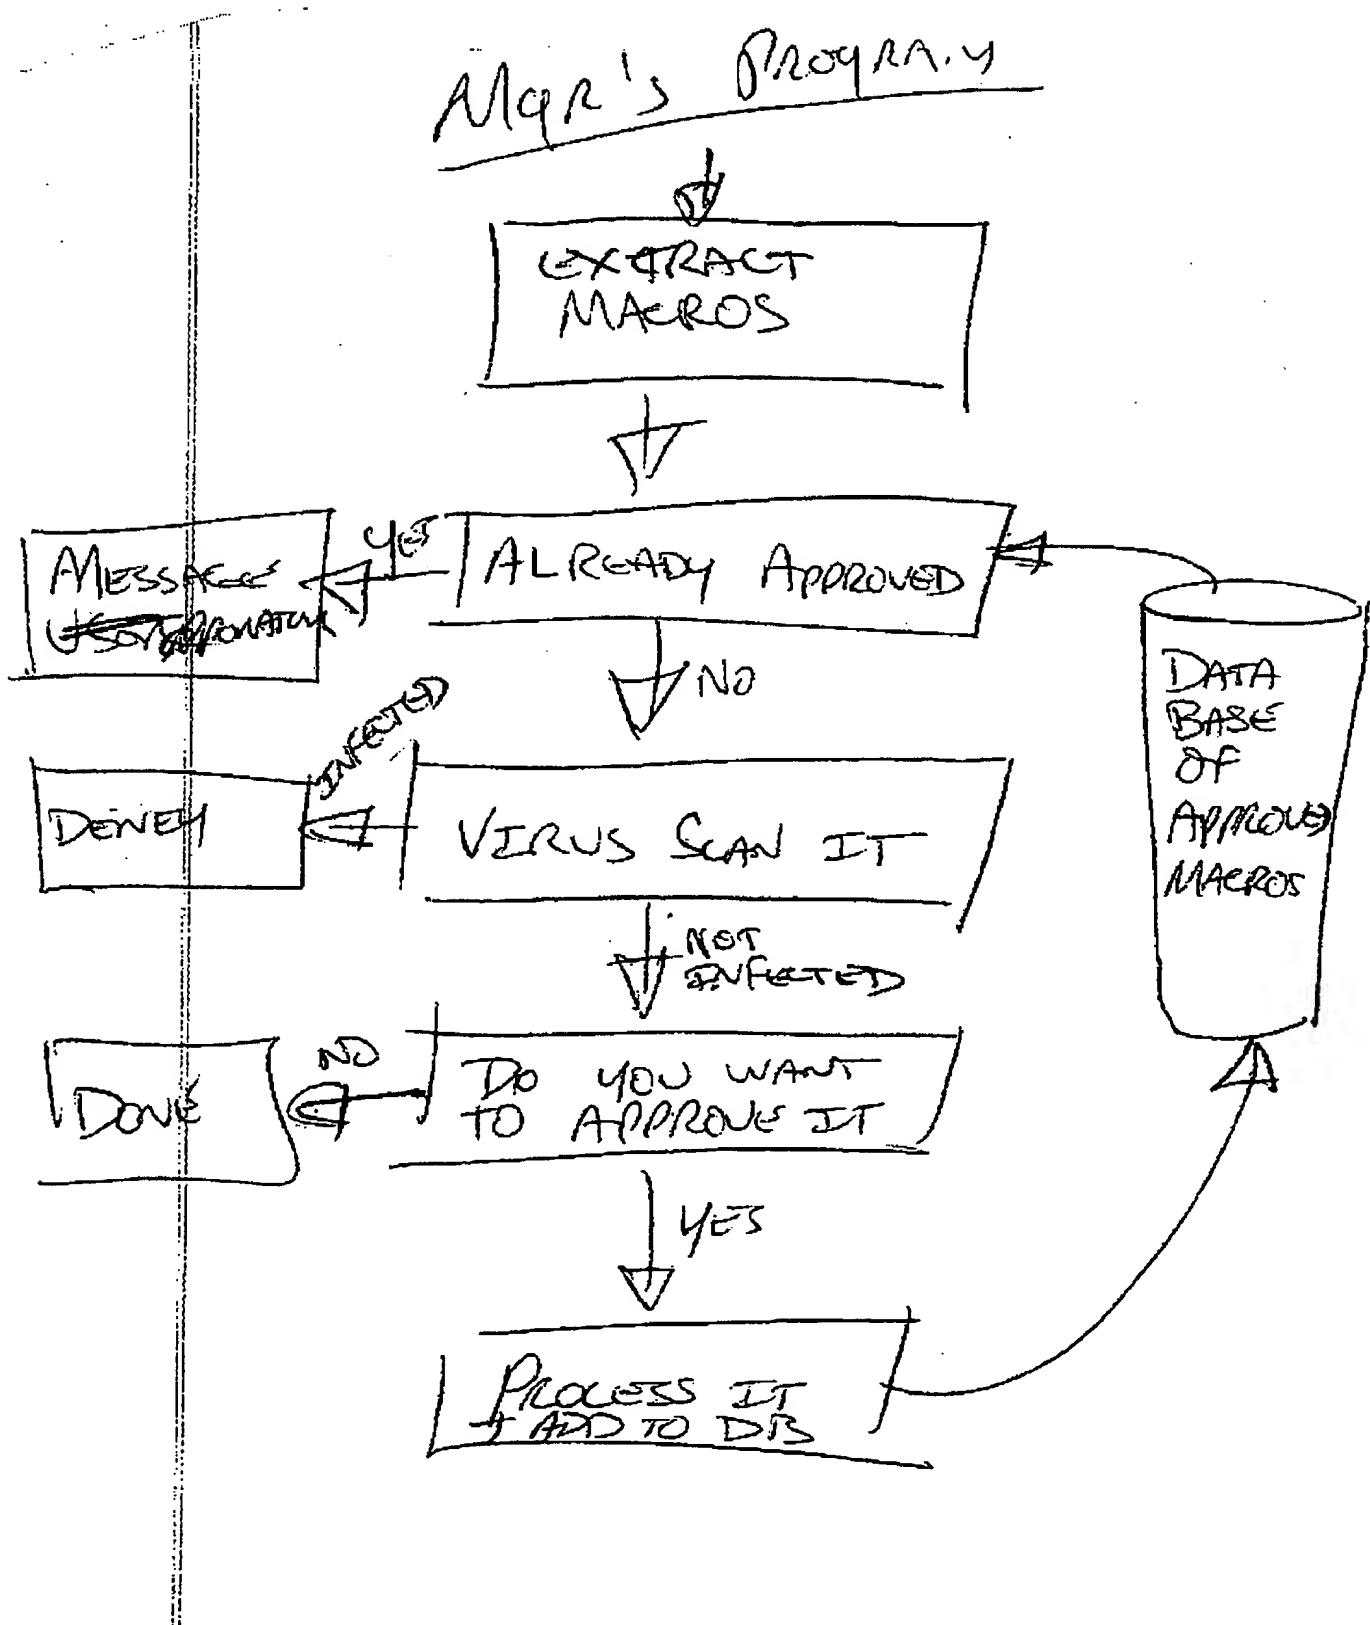 Mgr's Program
EXTRACT
MACROS
YES
ALREADY APPROVED
MESSAGE
NO
DATA
BASE
OF
APPROVED
MACROS
INFECTED
DENEY
VIRUS SCAN IT
NOT
INFECTED
NO
DO YOU WANT
TO APPROVE IT
DONE
YES
PROCESS IT
+ ADD TO DB